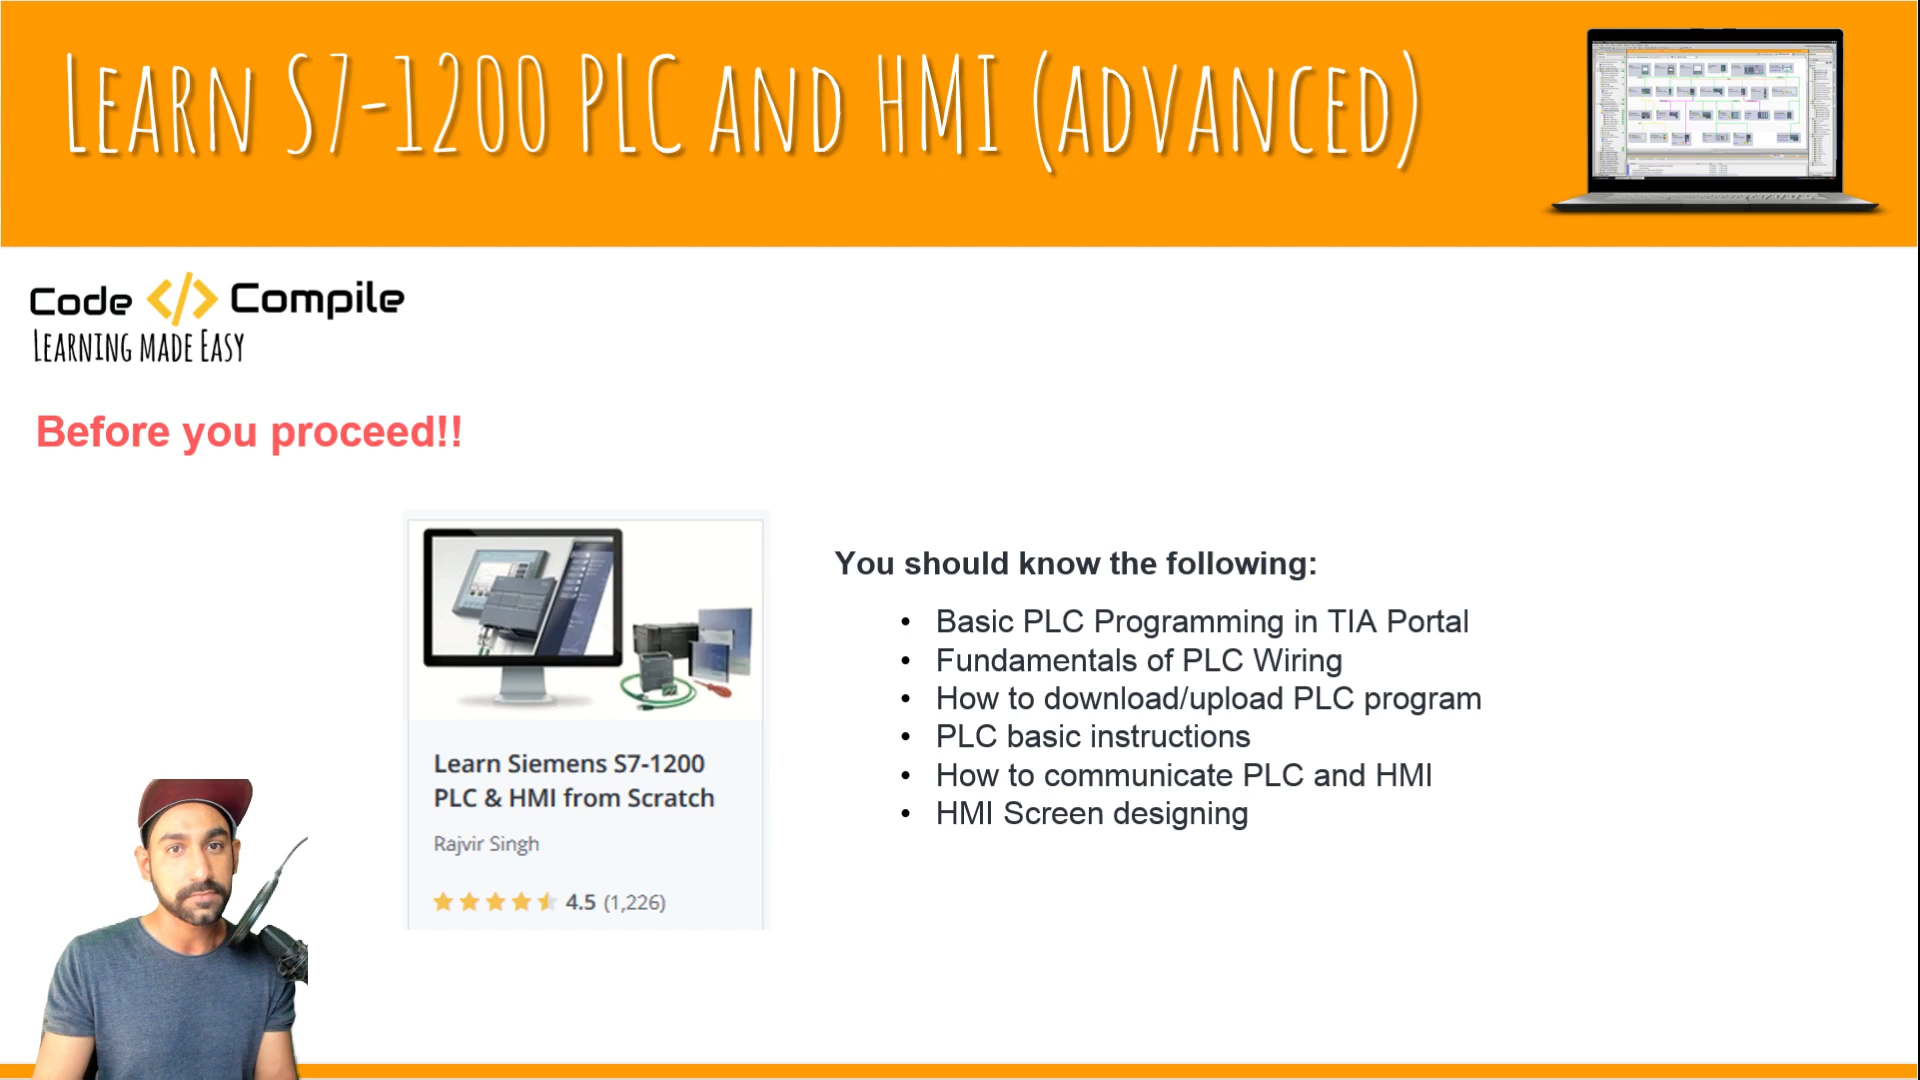 Learn S7-1200 PLC and HMI (advanced)
Code </> Compile
Learning made Easy
Before you proceed!!
You should know the following:
• Basic PLC Programming in TIA Portal
• Fundamentals of PLC Wiring
• How to download/upload PLC program
• PLC basic instructions
• How to communicate PLC and HMI
• HMI Screen designing
Learn Siemens S7-1200
PLC & HMI from Scratch
Rajvir Singh
4.5 (1,226)